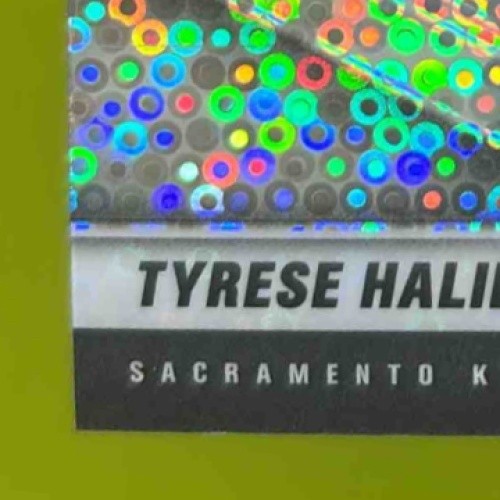 TYRESE HALI
SACRAMENTO K